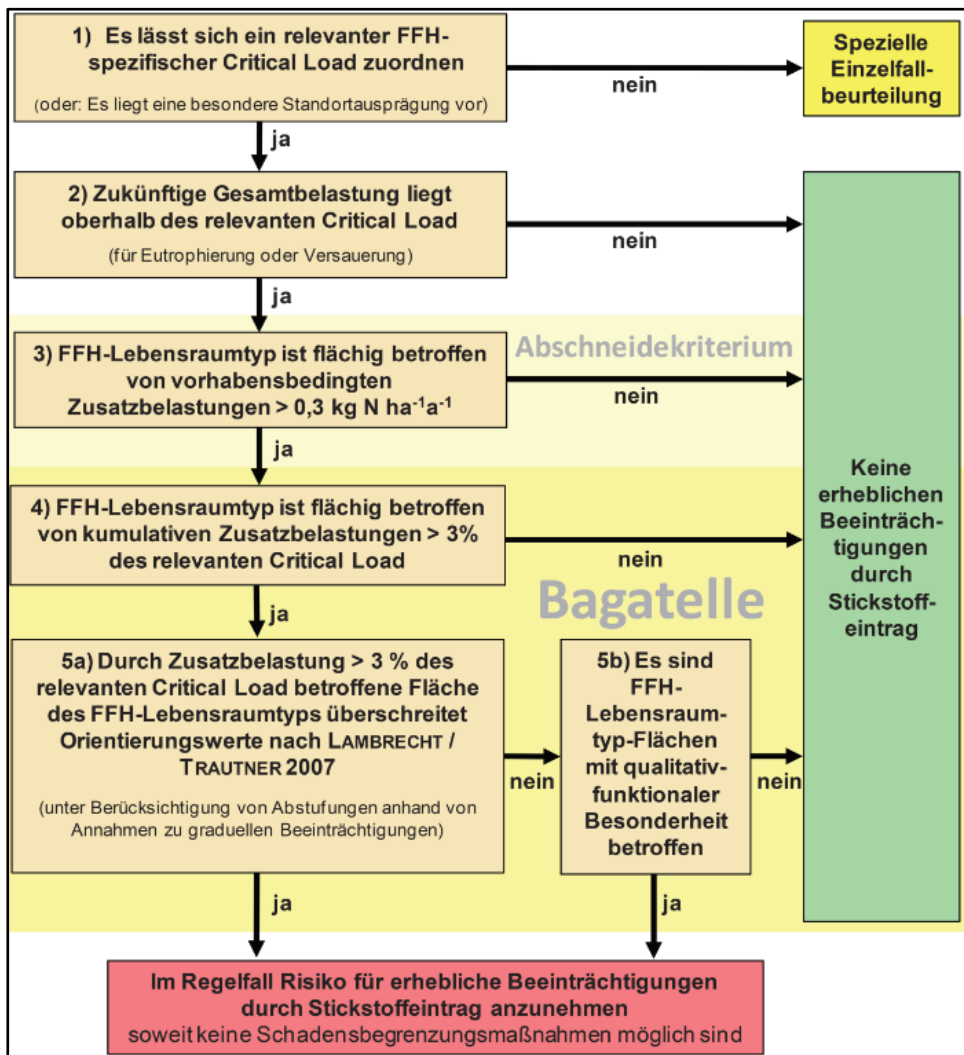 1) Es lässt sich ein relevanter FFH-
spezifischer Critical Load zuordnen
(oder: Es liegt eine besondere Standortausprägung vor)
nein
Spezielle
Einzelfall-
beurteilung
ja
2) Zukünftige Gesamtbelastung liegt
oberhalb des relevanten Critical Load
(für Eutrophierung oder Versauerung)
nein
ja
3) FFH-Lebensraumtyp ist flächig betroffen
von vorhabensbedingten
Zusatzbelastungen > 0,3 kg N ha⁻¹a⁻¹
Abschneidekriterium
nein
ja
4) FFH-Lebensraumtyp ist flächig betroffen
von kumulativen Zusatzbelastungen > 3%
des relevanten Critical Load
nein
Bagatelle
ja
5a) Durch Zusatzbelastung > 3 % des
relevanten Critical Load betroffene Fläche
des FFH-Lebensraumtyps überschreitet
Orientierungswerte nach LAMBRECHT /
TRAUTNER 2007
(unter Berücksichtigung von Abstufungen anhand von
Annahmen zu graduellen Beeinträchtigungen)
nein
5b) Es sind
FFH-
Lebensraum-
typ-Flächen
mit qualitativ-
funktionaler
Besonderheit
betroffen
nein
Keine
erheblichen
Beeinträch-
tigungen
durch
Stickstoff-
eintrag
ja
ja
Im Regelfall Risiko für erhebliche Beeinträchtigungen
durch Stickstoffeintrag anzunehmen
soweit keine Schadensbegrenzungsmaßnahmen möglich sind